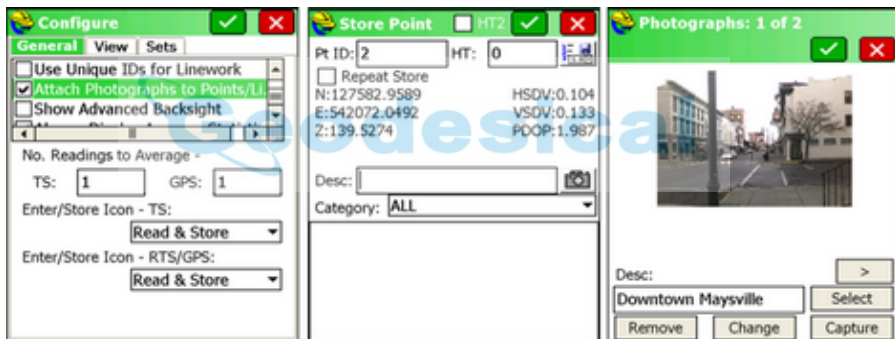 Configure
General View Sets
Use Unique IDs for Linework
Attach Photographs to Points/Li
Show Advanced Backsight
No. Readings to Average -
TS: 1 GPS: 1
Enter/Store Icon - TS:
Read & Store
Enter/Store Icon - RTS/GPS:
Read & Store
Store Point HT2
Pt ID: 2 HT: 0
Repeat Store
N:127582.9589 HSDV:0.104
E:542072.0492 VSDV:0.133
Z:139.5274 PDOP:1.987
Desc:
Category: ALL
Photographs: 1 of 2
Desc: >
Downtown Maysville Select
Remove Change Capture
Geodesical